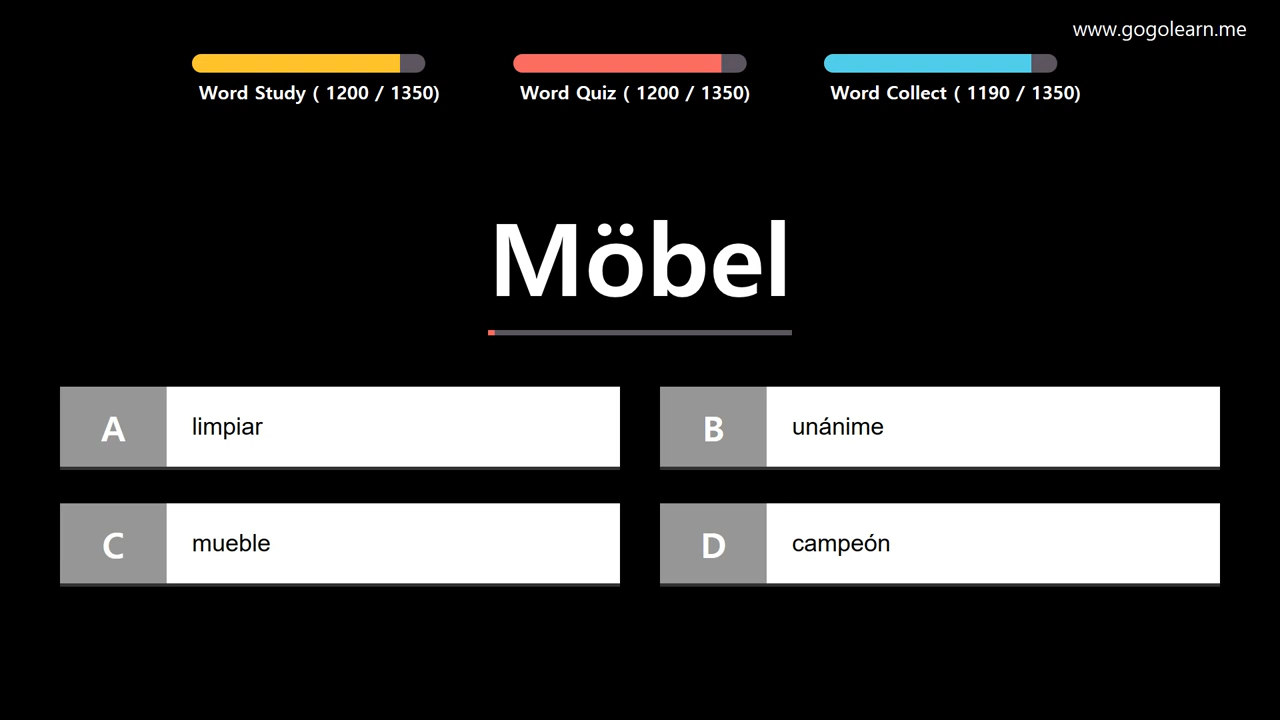 www.gogolearn.me
Word Study ( 1200 / 1350)
Word Quiz ( 1200 / 1350)
Word Collect ( 1190 / 1350)
Möbel
A limpiar
B unánime
C mueble
D campeón